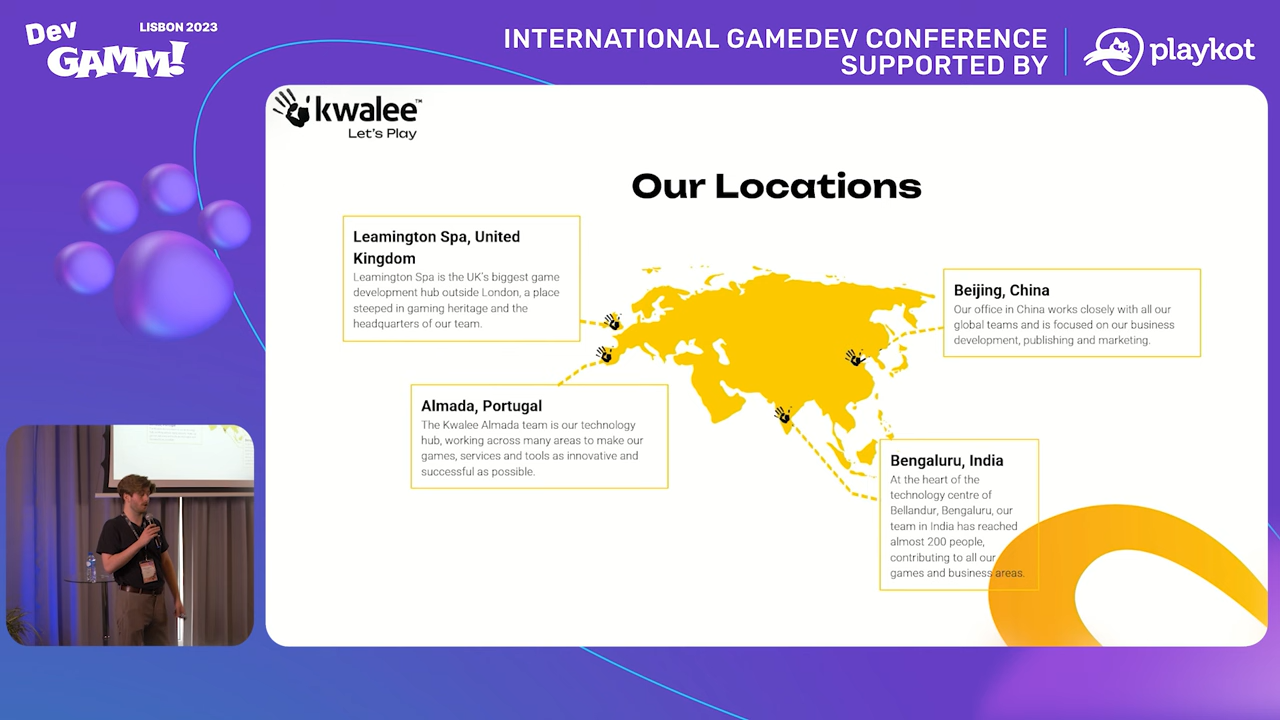 Dev
GAMM!
LISBON 2023
INTERNATIONAL GAMEDEV CONFERENCE
SUPPORTED BY
playkot
kwalee™
Let's Play
Our Locations
Leamington Spa, United
Kingdom
Leamington Spa is the UK's biggest game
development hub outside London, a place
steeped in gaming heritage and the
headquarters of our team.
Beijing, China
Our office in China works closely with all our
global teams and is focused on our business
development, publishing and marketing.
Almada, Portugal
The Kwalee Almada team is our technology
hub, working across many areas to make our
games, services and tools as innovative and
successful as possible.
Bengaluru, India
At the heart of the
technology centre of
Bellandur, Bengaluru, our
team in India has reached
almost 200 people,
contributing to all our
games and business areas.